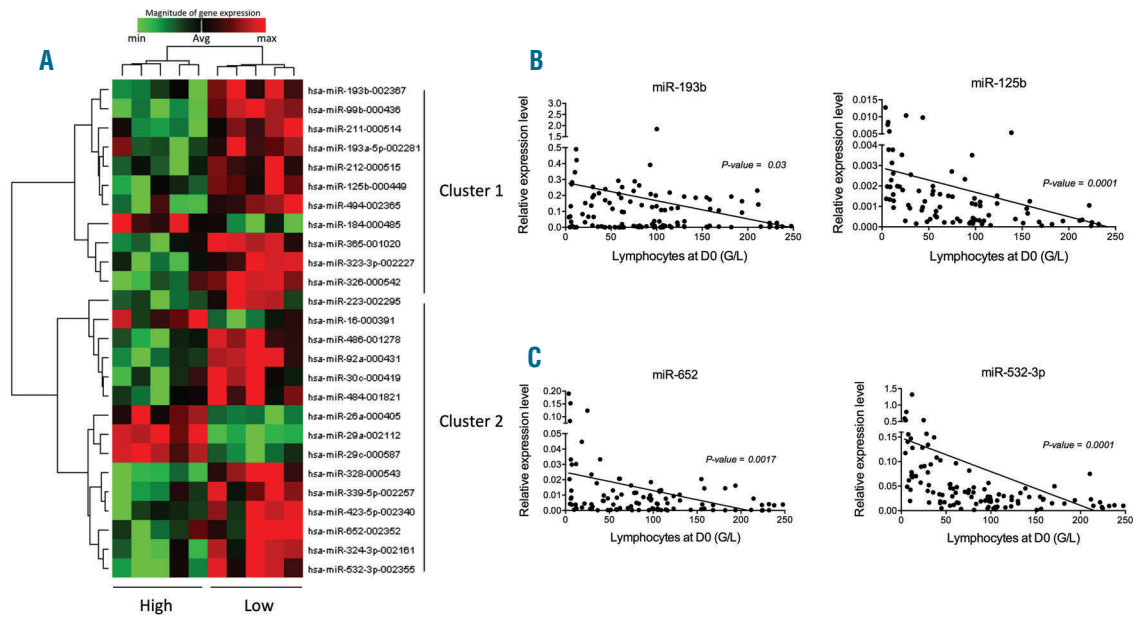 Magnitude of gene expression
min Avg max
A
hsa-miR-193b-002367
hsa-miR-99b-000436
hsa-miR-211-000514
hsa-miR-193a-5p-002281
hsa-miR-212-000515
hsa-miR-125b-000449
hsa-miR-494-002365
hsa-miR-184-000485
hsa-miR-365-001020
hsa-miR-323-3p-002227
hsa-miR-326-000542
hsa-miR-223-002295
hsa-miR-16-000391
hsa-miR-486-001278
hsa-miR-92a-000431
hsa-miR-30c-000419
hsa-miR-484-001821
hsa-miR-26a-000405
hsa-miR-29a-002112
hsa-miR-29c-000587
hsa-miR-328-000543
hsa-miR-339-5p-002257
hsa-miR-423-5p-002340
hsa-miR-652-002352
hsa-miR-324-3p-002161
hsa-miR-532-3p-002355
Cluster 1
Cluster 2
High Low
B
miR-193b
Relative expression level
3.0
2.5
2.0
1.5
1.0
0.5
0.4
0.3
0.2
0.1
0.0
P-value = 0.03
0 50 100 150 200 250
Lymphocytes at D0 (G/L)
miR-125b
Relative expression level
0.015
0.010
0.005
0.004
0.003
0.002
0.001
0.000
P-value = 0.0001
0 50 100 150 200 250
Lymphocytes at D0 (G/L)
C
miR-652
Relative expression level
0.20
0.15
0.10
0.05
0.04
0.03
0.02
0.01
0.00
P-value = 0.0017
0 50 100 150 200 250
Lymphocytes at D0 (G/L)
miR-532-3p
Relative expression level
1.5
1.0
0.5
0.15
0.10
0.05
0.00
P-value = 0.0001
0 50 100 150 200 250
Lymphocytes at D0 (G/L)